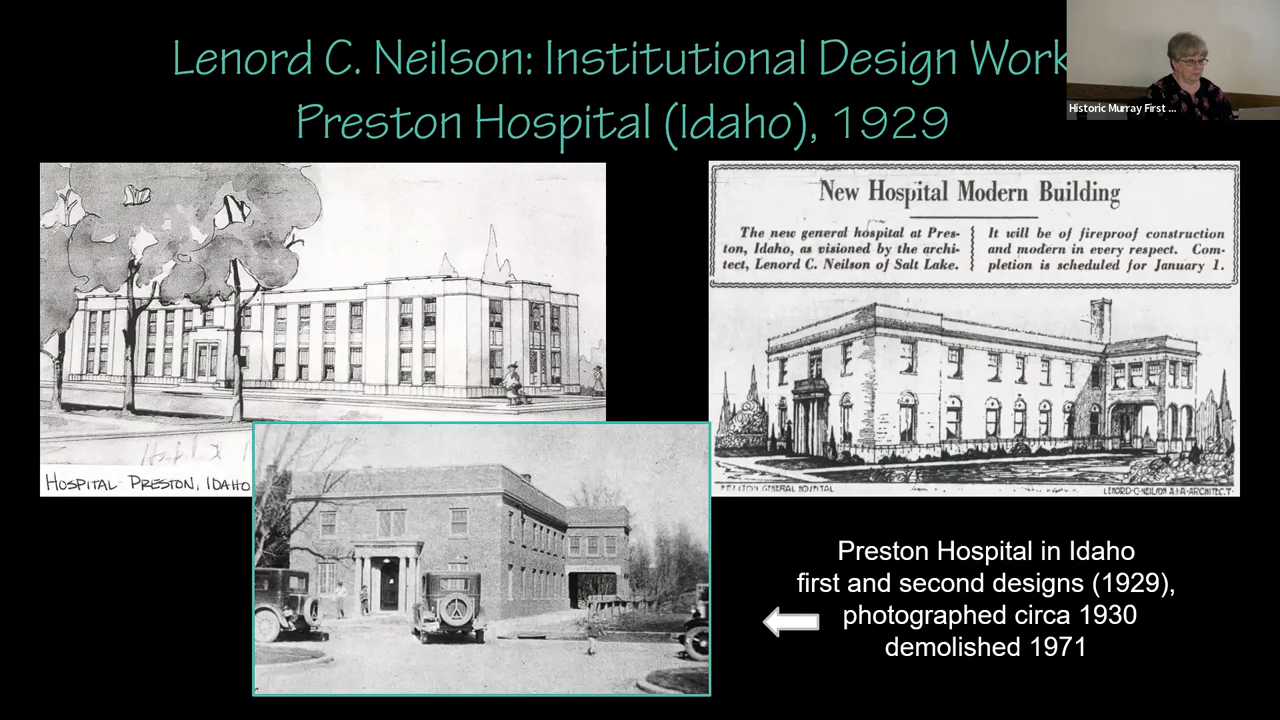 Lenord C. Neilson: Institutional Design Work
Preston Hospital (Idaho), 1929
Historic Murray First ...
HOSPITAL PRESTON, IDAHO
New Hospital Modern Building
The new general hospital at Pres-
ton, Idaho, as visioned by the archi-
tect, Lenord C. Neilson of Salt Lake.
It will be of fireproof construction
and modern in every respect. Com-
pletion is scheduled for January 1.
PRESTON GENERAL HOSPITAL
LENORD·C·NEILSON A·I·A·ARCHITECT·
Preston Hospital in Idaho
first and second designs (1929),
photographed circa 1930
demolished 1971